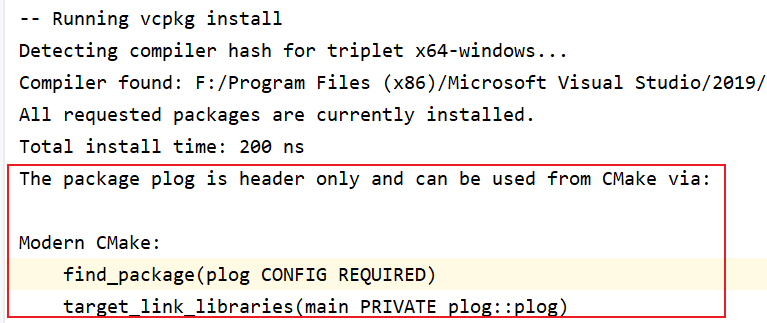 -- Running vcpkg install
Detecting compiler hash for triplet x64-windows...
Compiler found: F:/Program Files (x86)/Microsoft Visual Studio/2019/
All requested packages are currently installed.
Total install time: 200 ns
The package plog is header only and can be used from CMake via:
Modern CMake:
find_package(plog CONFIG REQUIRED)
target_link_libraries(main PRIVATE plog::plog)